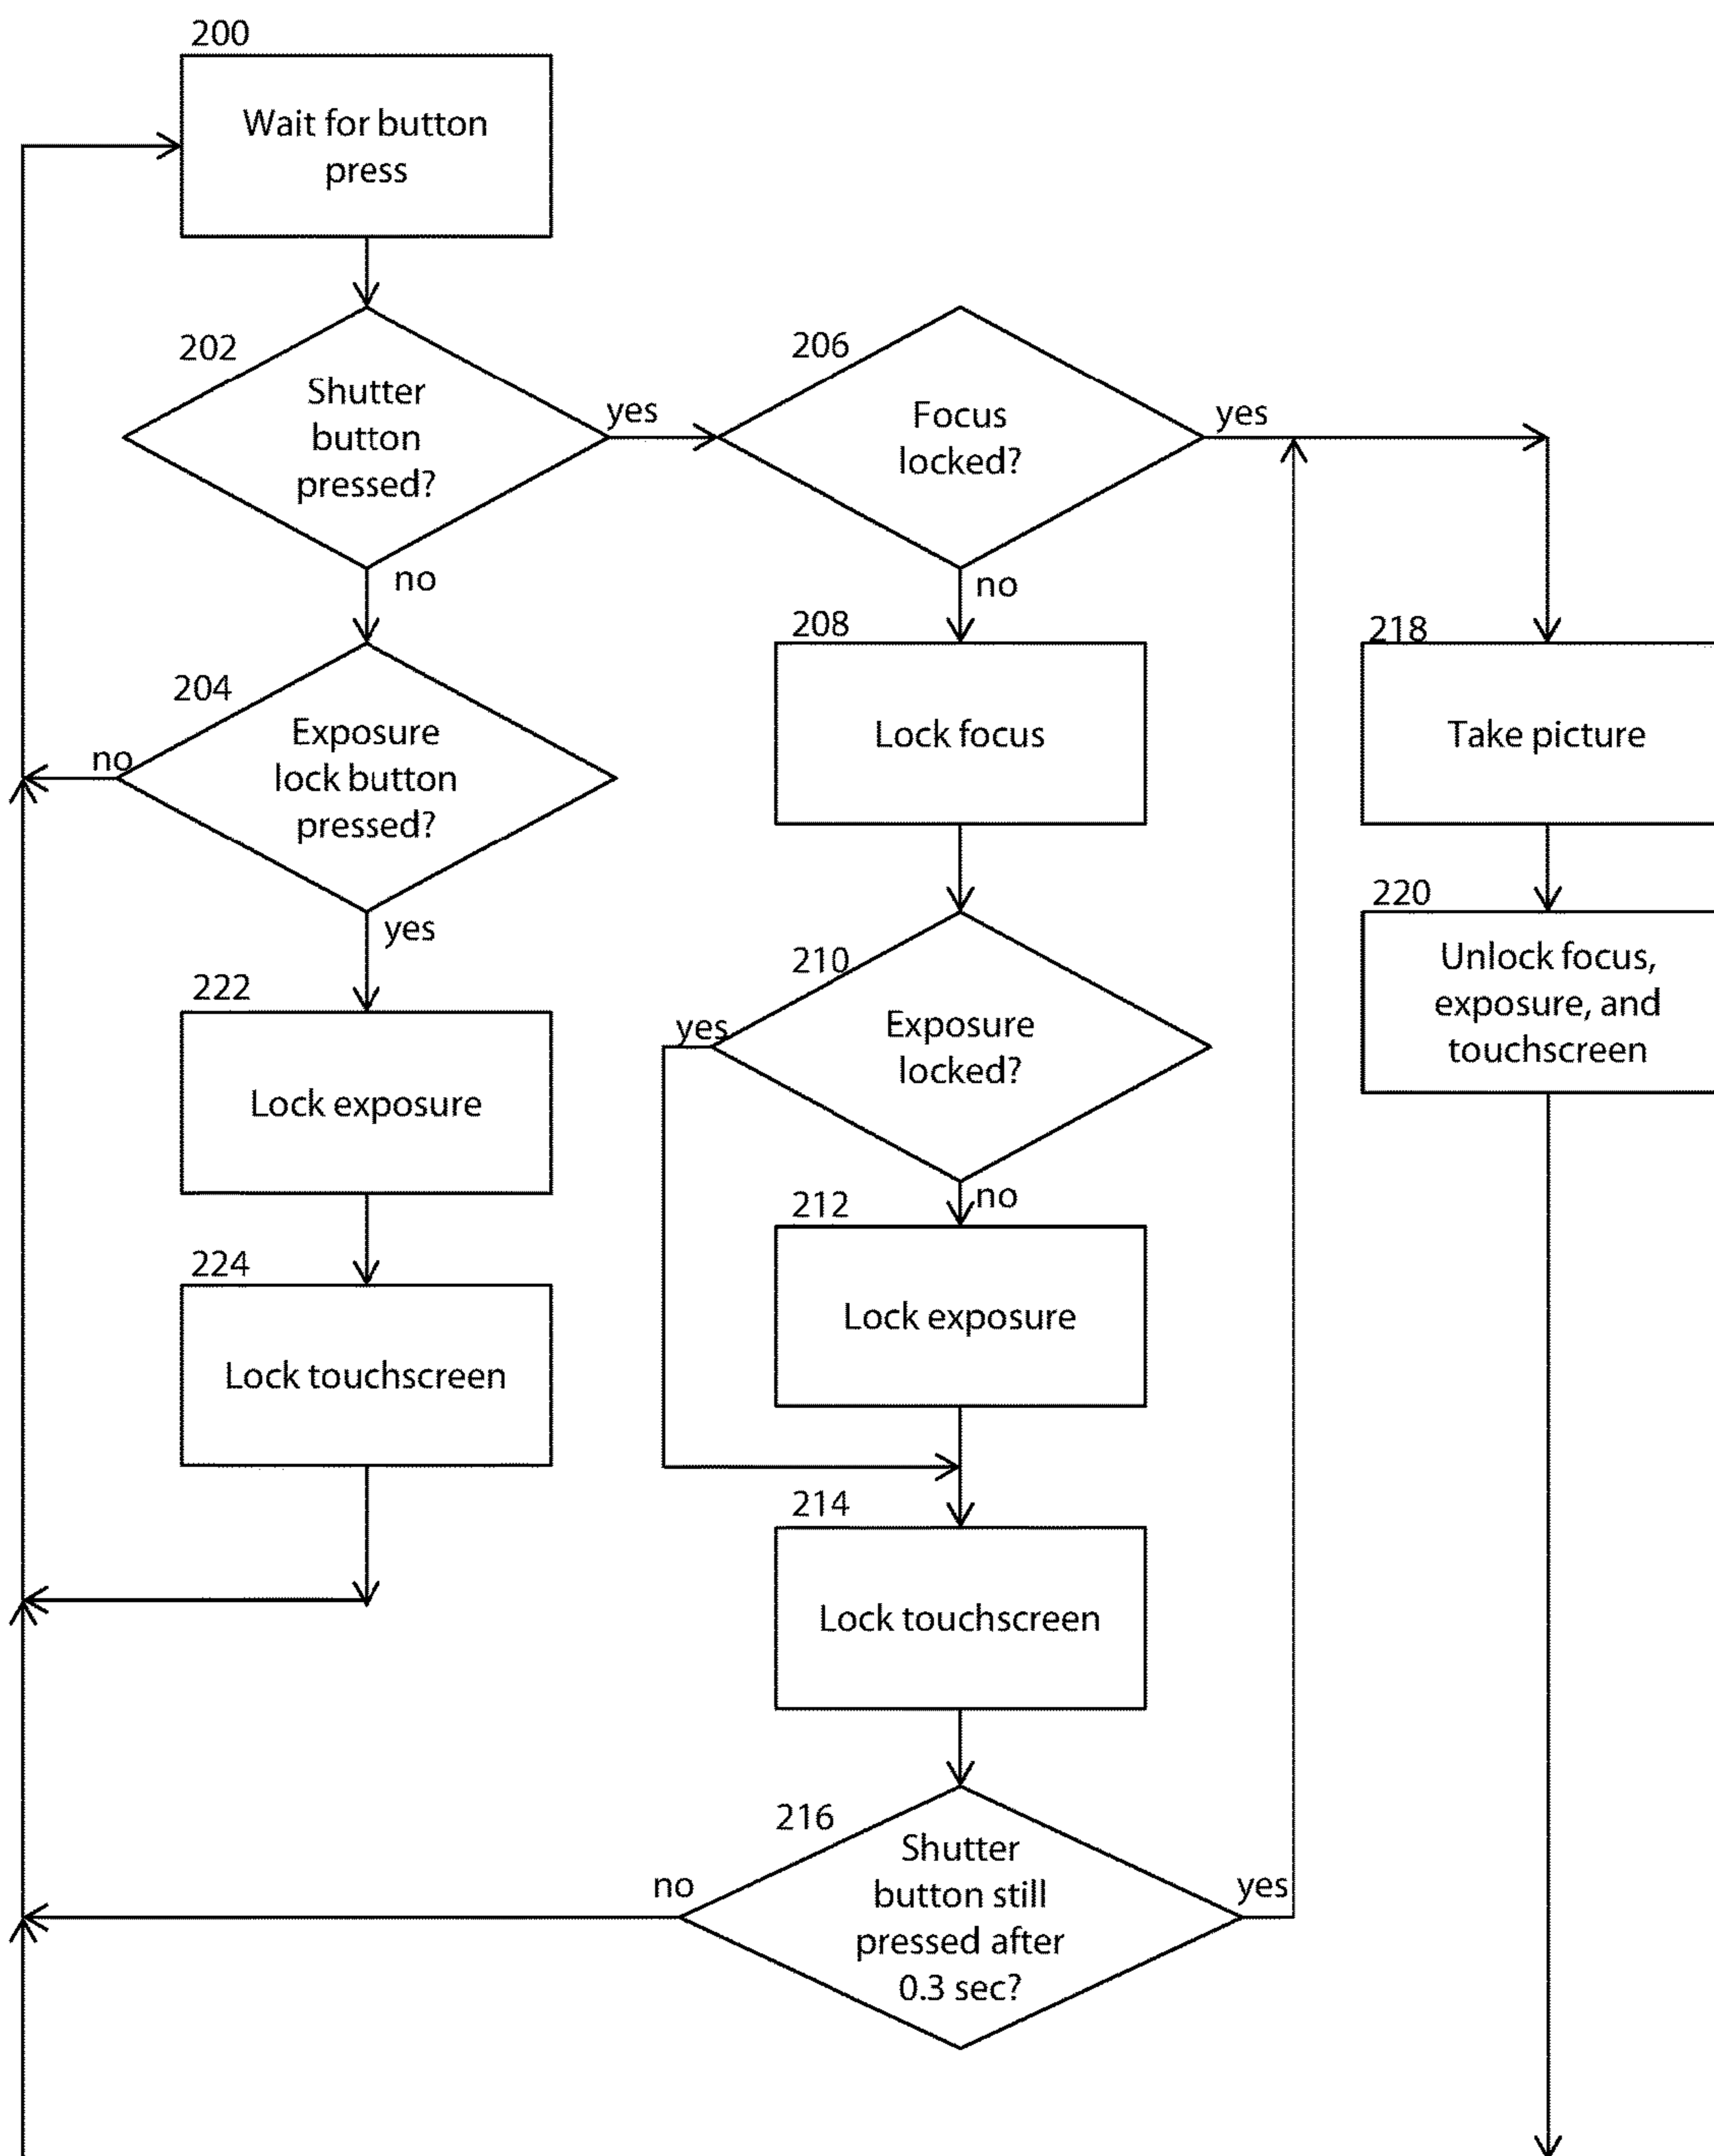 200
Wait for button
press
202
Shutter
button
pressed?
yes
no
206
Focus
locked?
yes
no
204
Exposure
lock button
pressed?
no
yes
208
Lock focus
218
Take picture
220
Unlock focus,
exposure, and
touchscreen
210
Exposure
locked?
yes
no
222
Lock exposure
212
Lock exposure
224
Lock touchscreen
214
Lock touchscreen
216
Shutter
button still
pressed after
0.3 sec?
no
yes